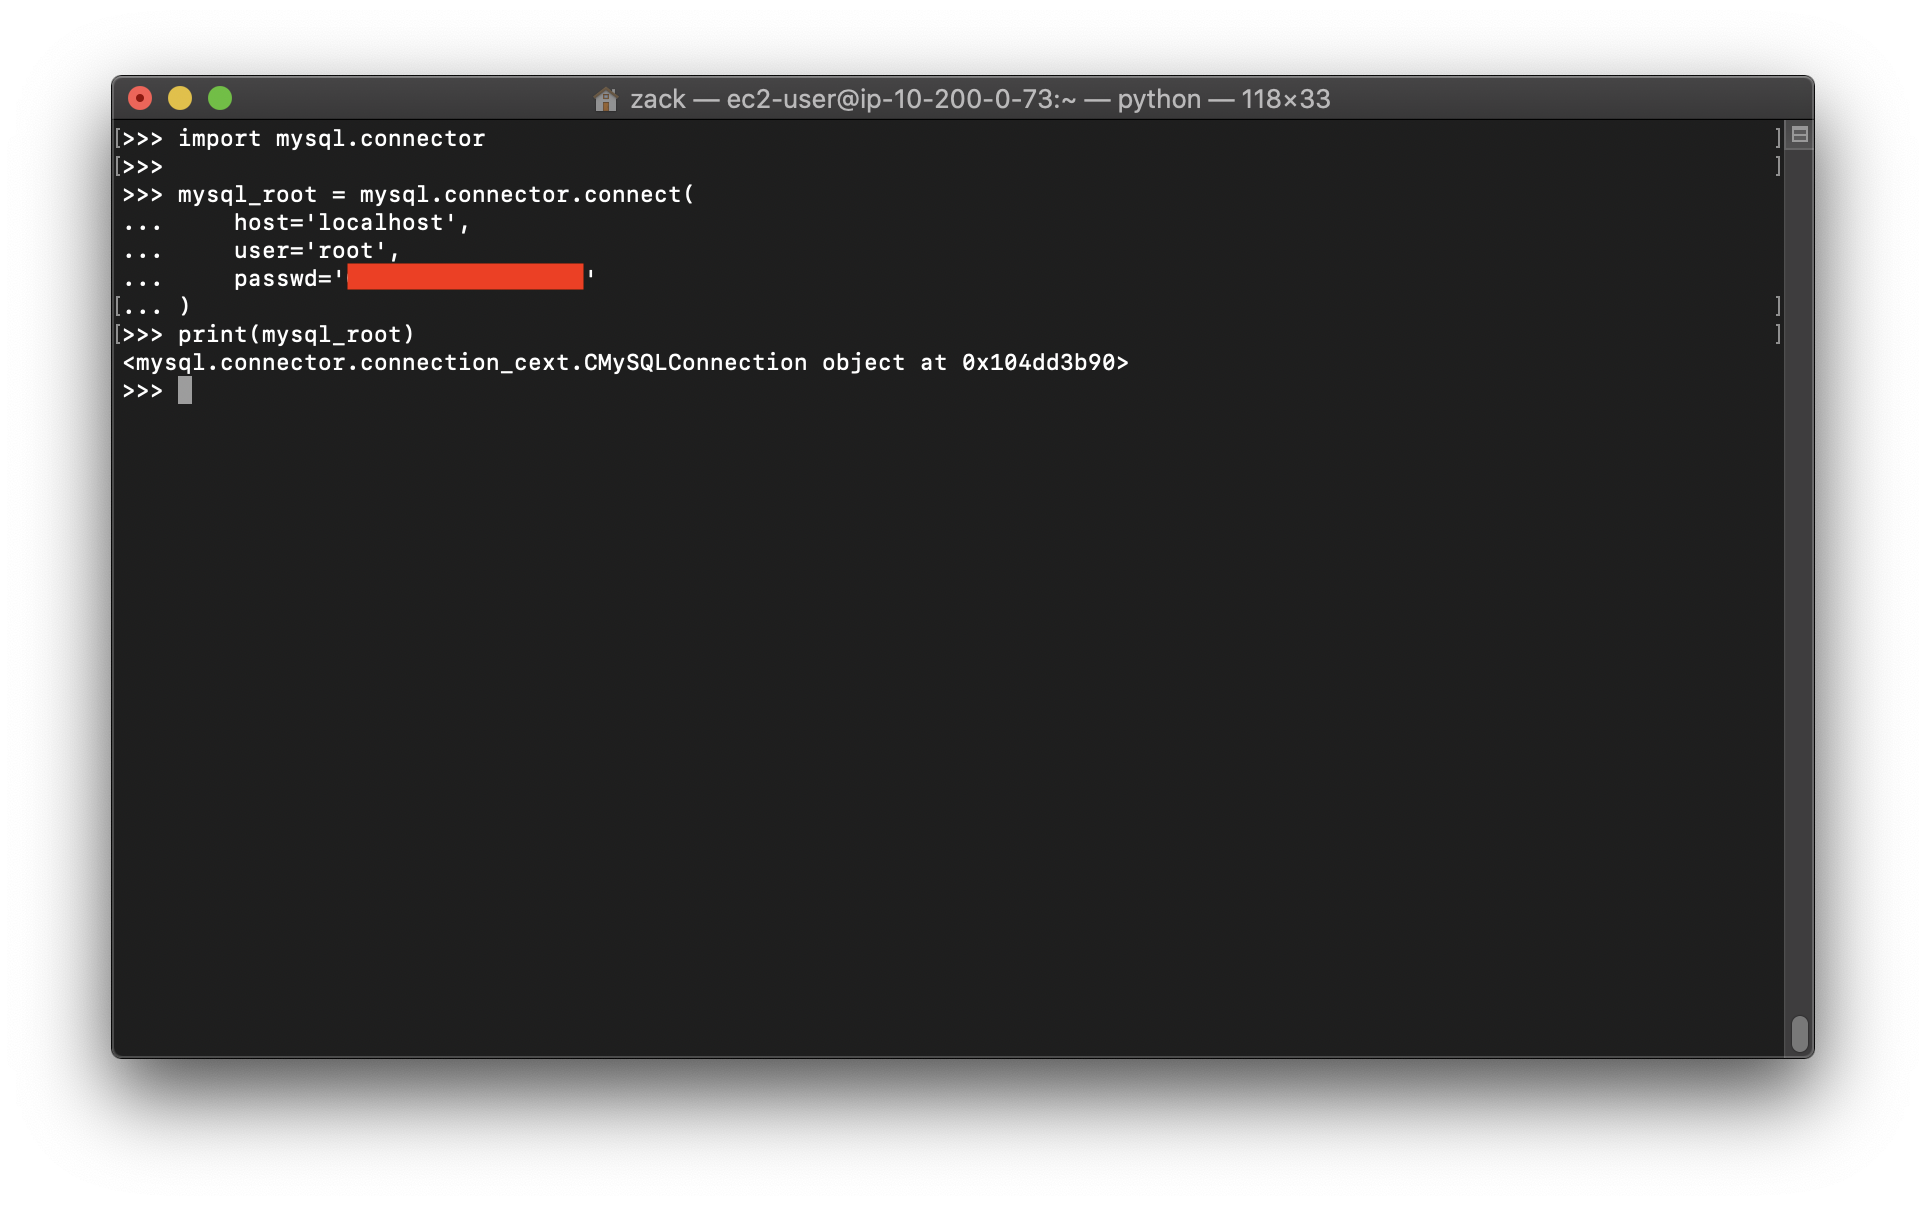 zack — ec2-user@ip-10-200-0-73:~ — python — 118×33
[>>> import mysql.connector ]
[>>> ]
>>> mysql_root = mysql.connector.connect(
...     host='localhost',
...     user='root',
...     passwd=' '
[... ) ]
[>>> print(mysql_root) ]
<mysql.connector.connection_cext.CMySQLConnection object at 0x104dd3b90>
>>>